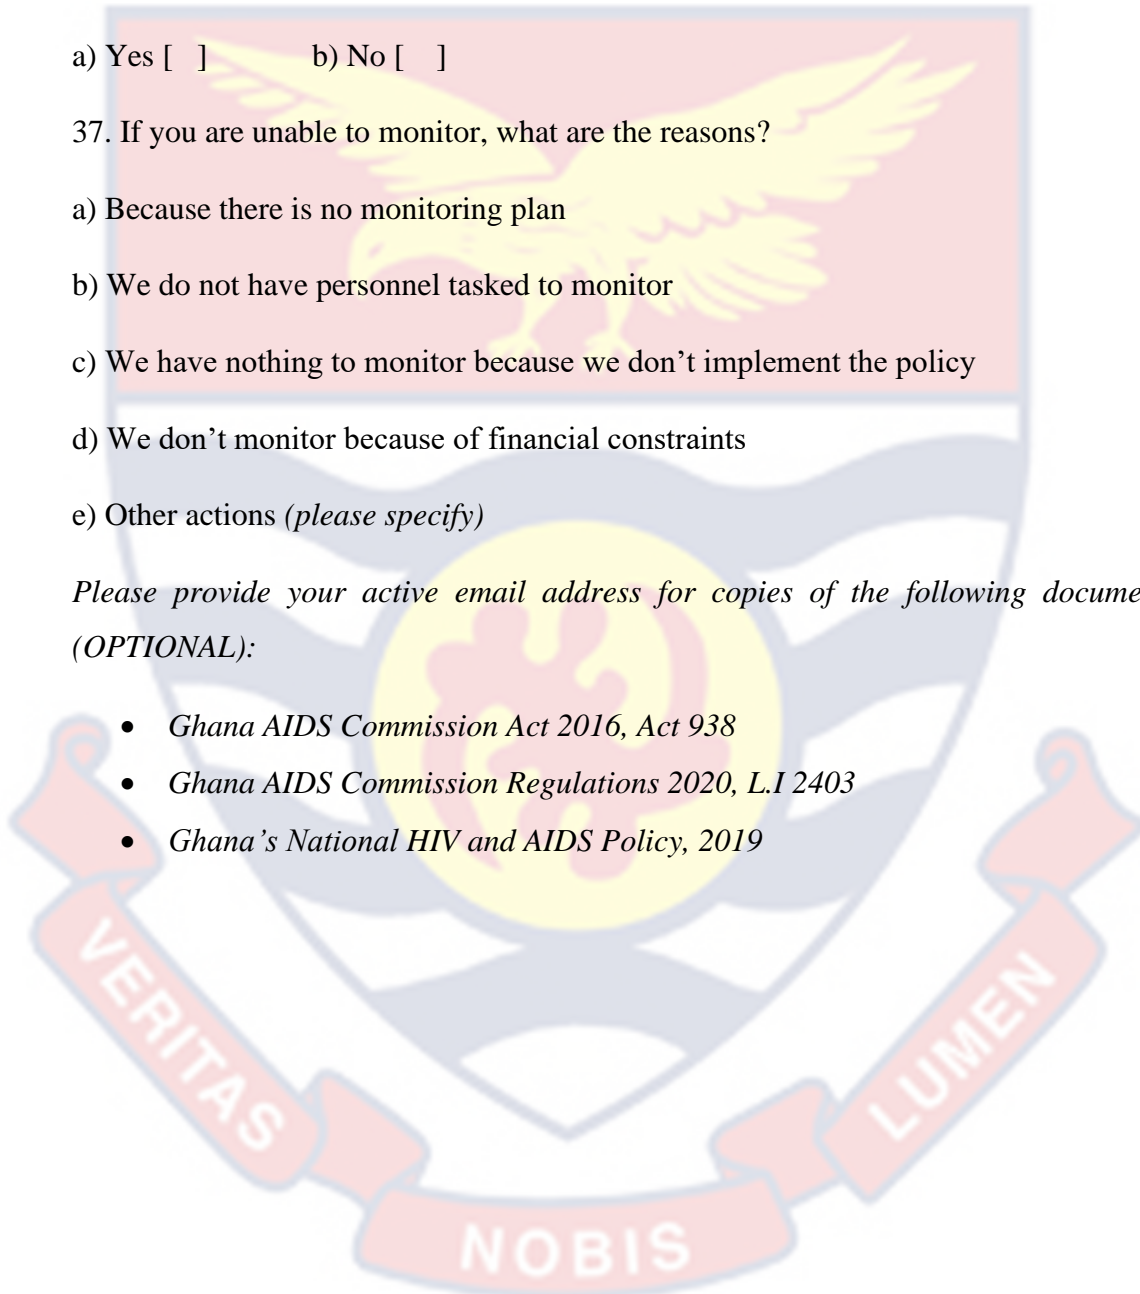 a) Yes [ ] b) No [ ]
37. If you are unable to monitor, what are the reasons?
a) Because there is no monitoring plan
b) We do not have personnel tasked to monitor
c) We have nothing to monitor because we don’t implement the policy
d) We don’t monitor because of financial constraints
e) Other actions (please specify)
Please provide your active email address for copies of the following docume
(OPTIONAL):
• Ghana AIDS Commission Act 2016, Act 938
• Ghana AIDS Commission Regulations 2020, L.I 2403
• Ghana’s National HIV and AIDS Policy, 2019
VERITAS
NOBIS
LUMEN